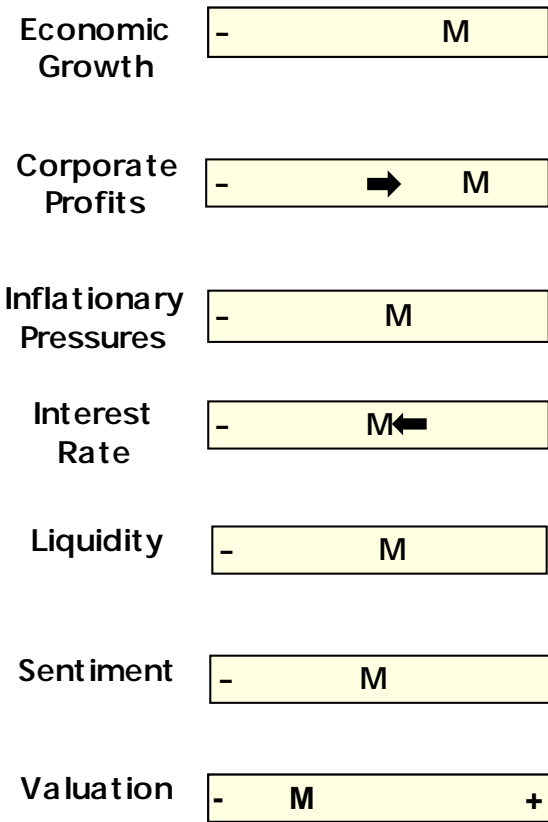 Economic
Growth
- M
Corporate
Profits
- M
Inflationary
Pressures
- M
Interest
Rate
- M
Liquidity
- M
Sentiment
- M
Valuation
- M +